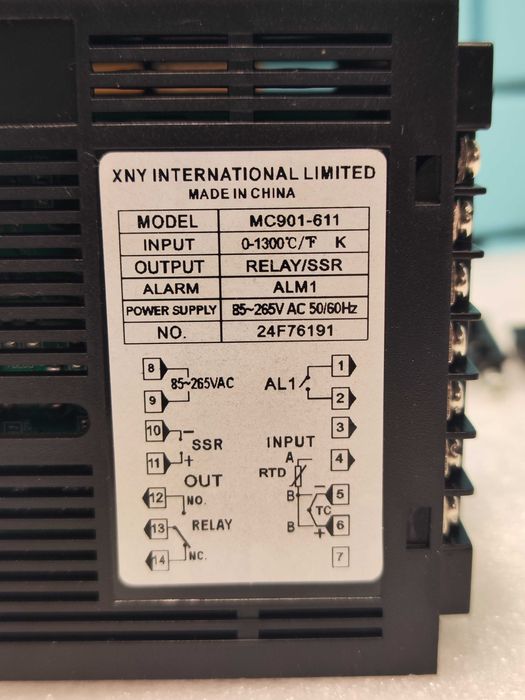 XNY INTERNATIONAL LIMITED
MADE IN CHINA
MODEL MC901-611
INPUT 0-1300℃/℉ K
OUTPUT RELAY/SSR
ALARM ALM1
POWER SUPPLY 85~265V AC 50/60Hz
NO. 24F76191
8 1
85~265VAC AL1
9 2
10 - 3
SSR INPUT
11 + A 4
RTD
OUT
12 B - 5
NO. TC
13 RELAY B + 6
14 NC. 7